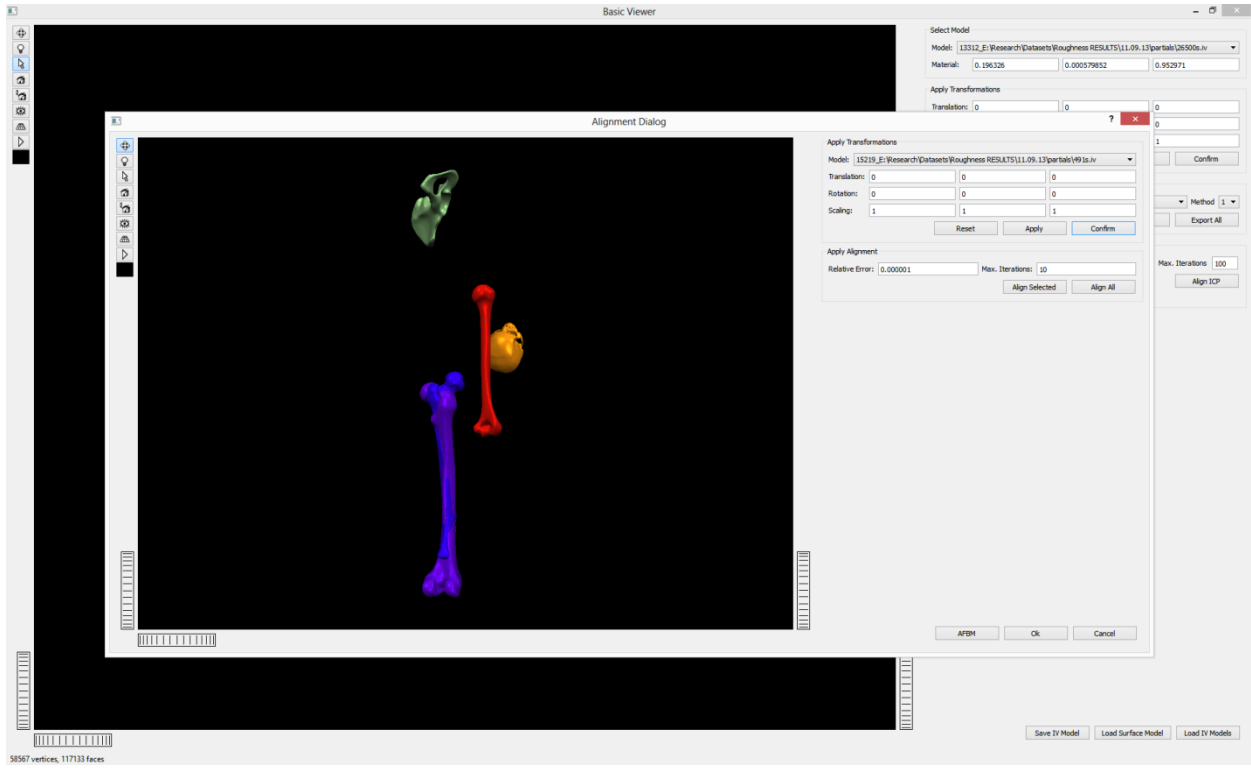 Basic Viewer
Select Model
Model: 13312_E:\Research\Datasets\Roughness RESULTS\11.09.13\partials\26500s.iv
Material: 0.196326 0.000579852 0.952971
Apply Transformations
Translation: 0 0 0
0
1
Confirm
Method 1
Export All
Max. Iterations 100
Align ICP
Alignment Dialog
?
Apply Transformations
Model: 15219_E:\Research\Datasets\Roughness RESULTS\11.09.13\partials\491s.iv
Translation: 0 0 0
Rotation: 0 0 0
Scaling: 1 1 1
Reset Apply Confirm
Apply Alignment
Relative Error: 0.000001 Max. Iterations: 10
Align Selected Align All
AFBM Ok Cancel
Save IV Model Load Surface Model Load IV Models
58567 vertices, 117133 faces